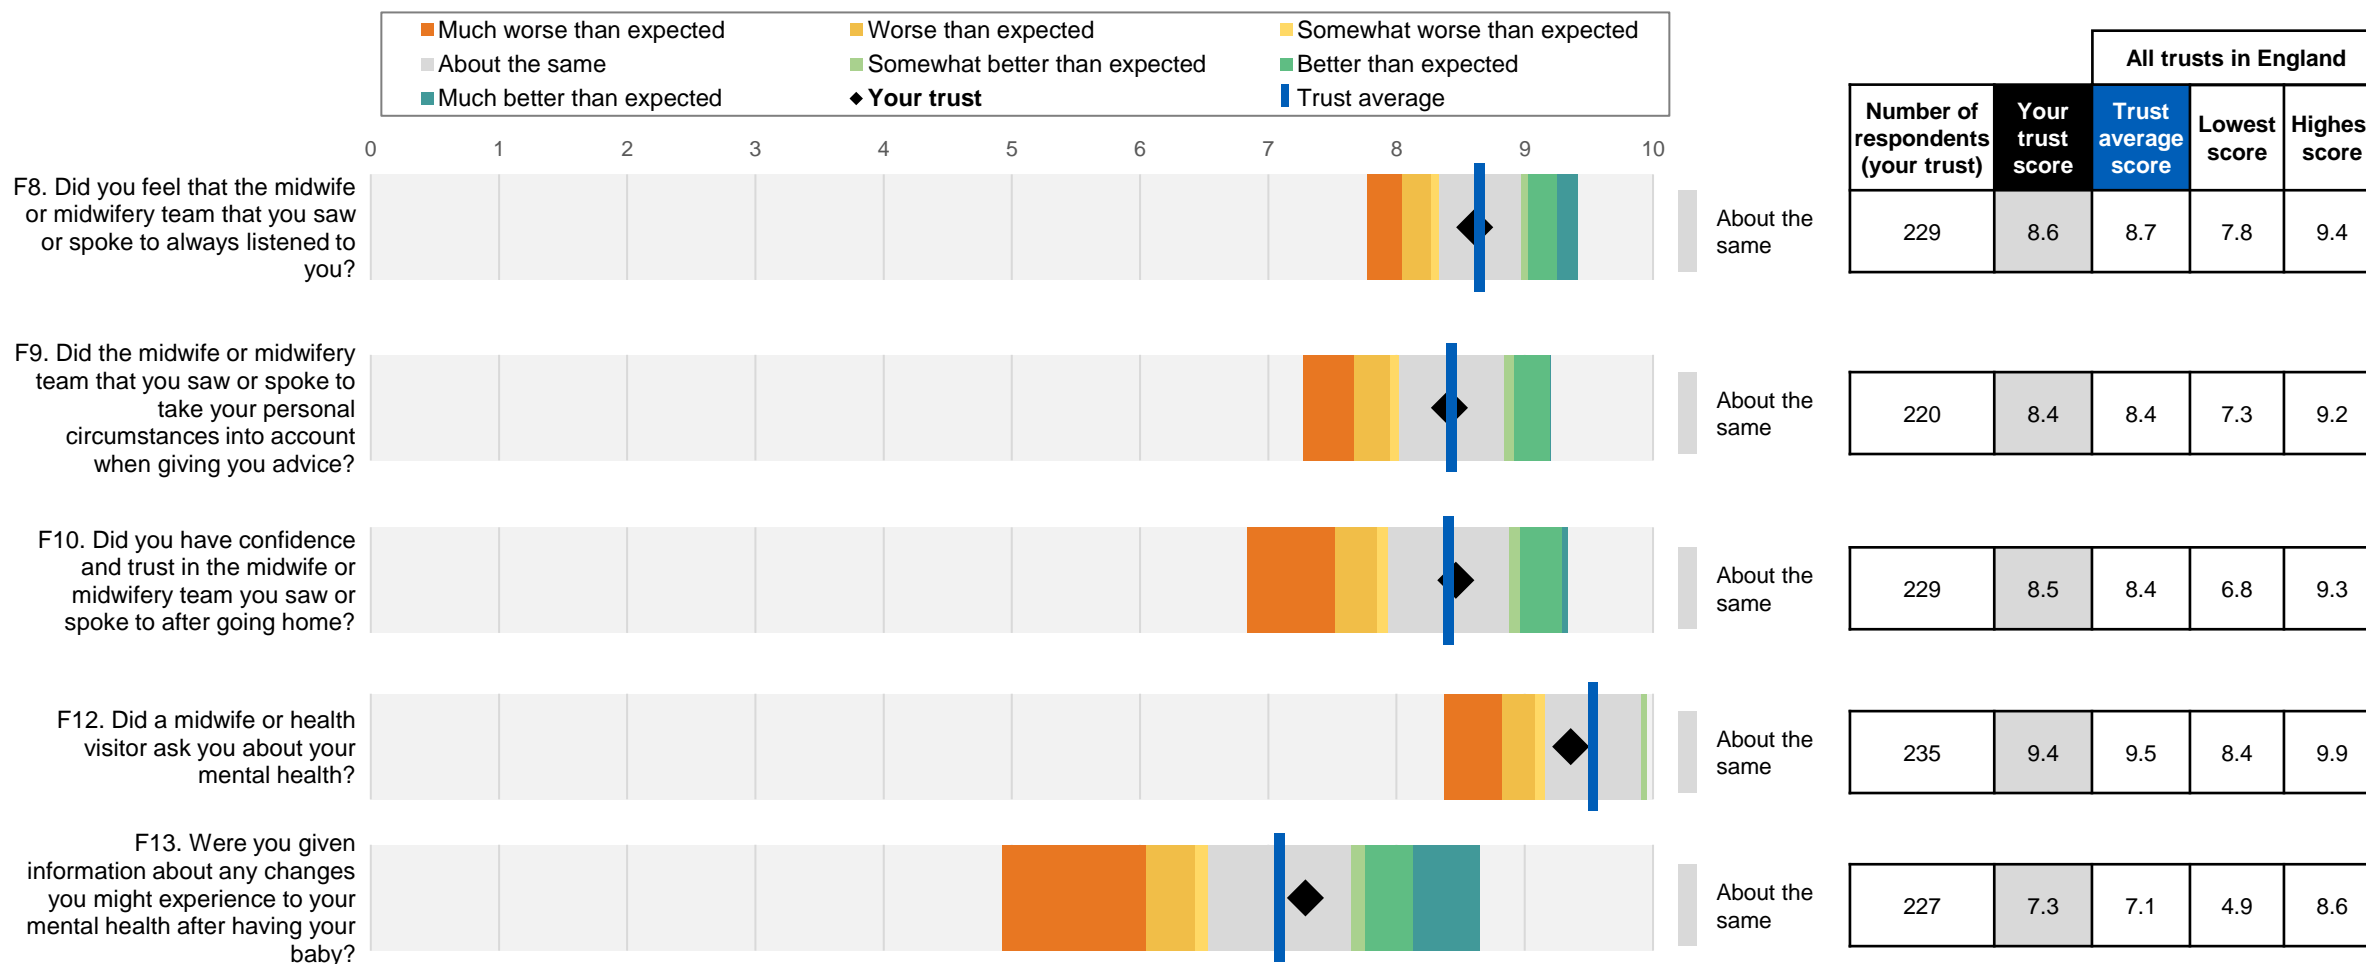 Much worse than expected
Worse than expected
Somewhat worse than expected
About the same
Somewhat better than expected
Better than expected
Much better than expected
Your trust
Trust average
All trusts in England
Number of
respondents
(your trust)
Your
trust
score
Trust
average
score
Lowest
score
Highes
score
0 1 2 3 4 5 6 7 8 9 10
F8. Did you feel that the midwife
or midwifery team that you saw
or spoke to always listened to
you?
About the
same
229 8.6 8.7 7.8 9.4
F9. Did the midwife or midwifery
team that you saw or spoke to
take your personal
circumstances into account
when giving you advice?
About the
same
220 8.4 8.4 7.3 9.2
F10. Did you have confidence
and trust in the midwife or
midwifery team you saw or
spoke to after going home?
About the
same
229 8.5 8.4 6.8 9.3
F12. Did a midwife or health
visitor ask you about your
mental health?
About the
same
235 9.4 9.5 8.4 9.9
F13. Were you given
information about any changes
you might experience to your
mental health after having your
baby?
About the
same
227 7.3 7.1 4.9 8.6